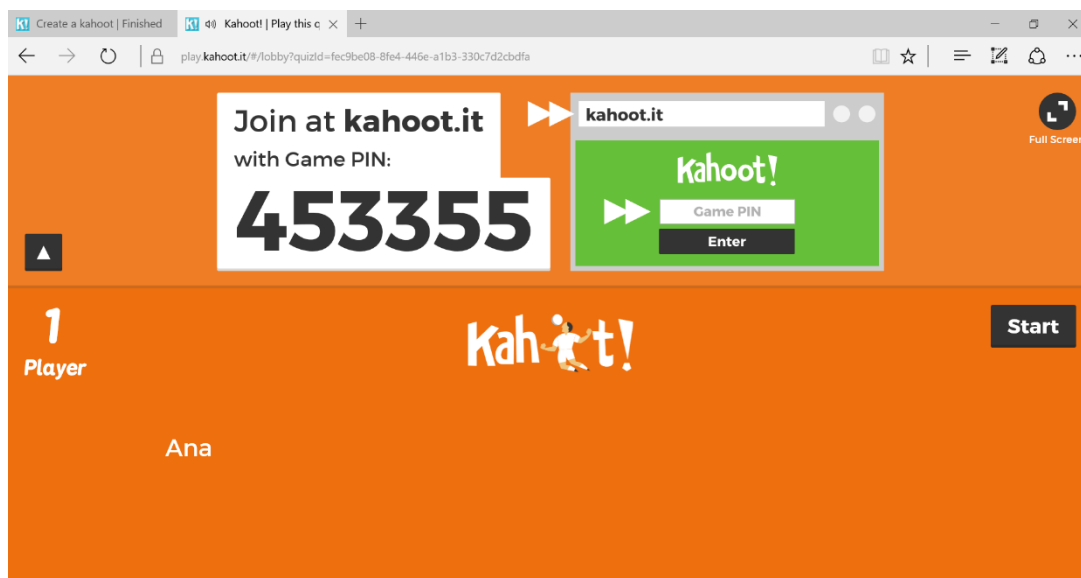 Create a kahoot | Finished
Kahoot! | Play this q
play.kahoot.it/#/lobby?quizId=fec9be08-8fe4-446e-a1b3-330c7d2cbdfa
Join at kahoot.it
with Game PIN:
453355
kahoot.it
Kahoot!
Game PIN
Enter
Full Screen
1
Player
Kahoot!
Start
Ana